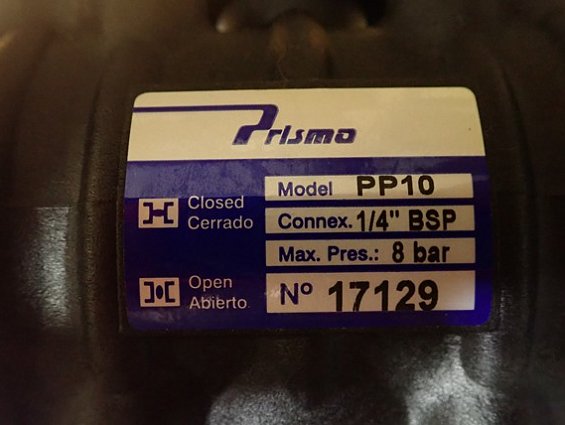 Prismo
Model PP10
Closed
Cerrado
Connex. 1/4" BSP
Max. Pres.: 8 bar
Open
Abierto
Nº 17129